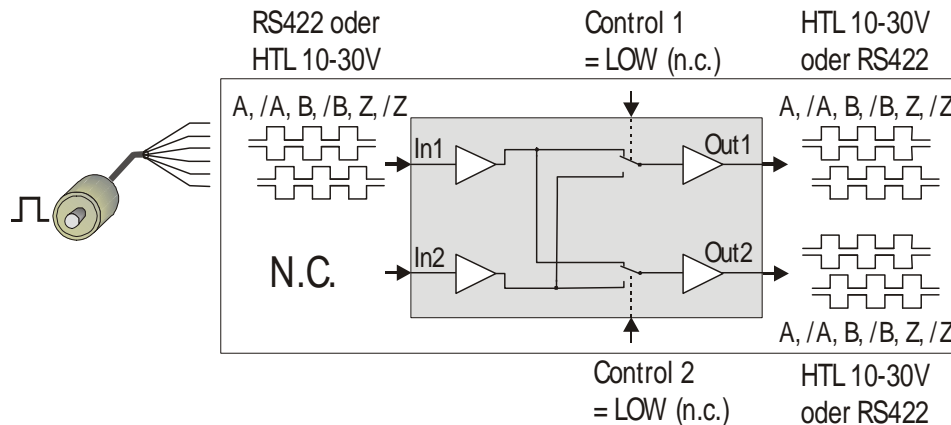 RS422 oder
HTL 10-30V
Control 1
= LOW (n.c.)
HTL 10-30V
oder RS422
A, /A, B, /B, Z, /Z
A, /A, B, /B, Z, /Z
In1
Out1
In2
Out2
N.C.
A, /A, B, /B, Z, /Z
Control 2
= LOW (n.c.)
HTL 10-30V
oder RS422